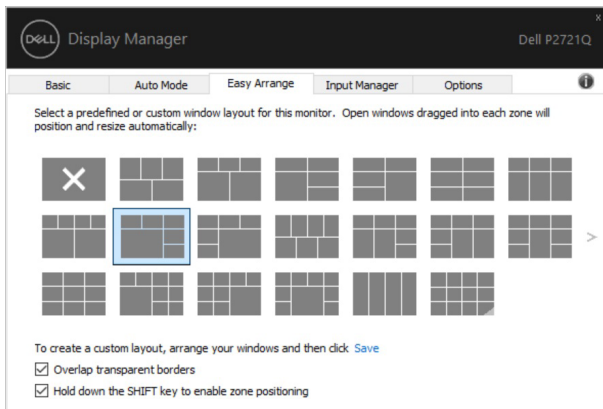 x
DELL Display Manager Dell P2721Q
Basic Auto Mode Easy Arrange Input Manager Options i
Select a predefined or custom window layout for this monitor. Open windows dragged into each zone will
position and resize automatically:
>
To create a custom layout, arrange your windows and then click Save
Overlap transparent borders
Hold down the SHIFT key to enable zone positioning